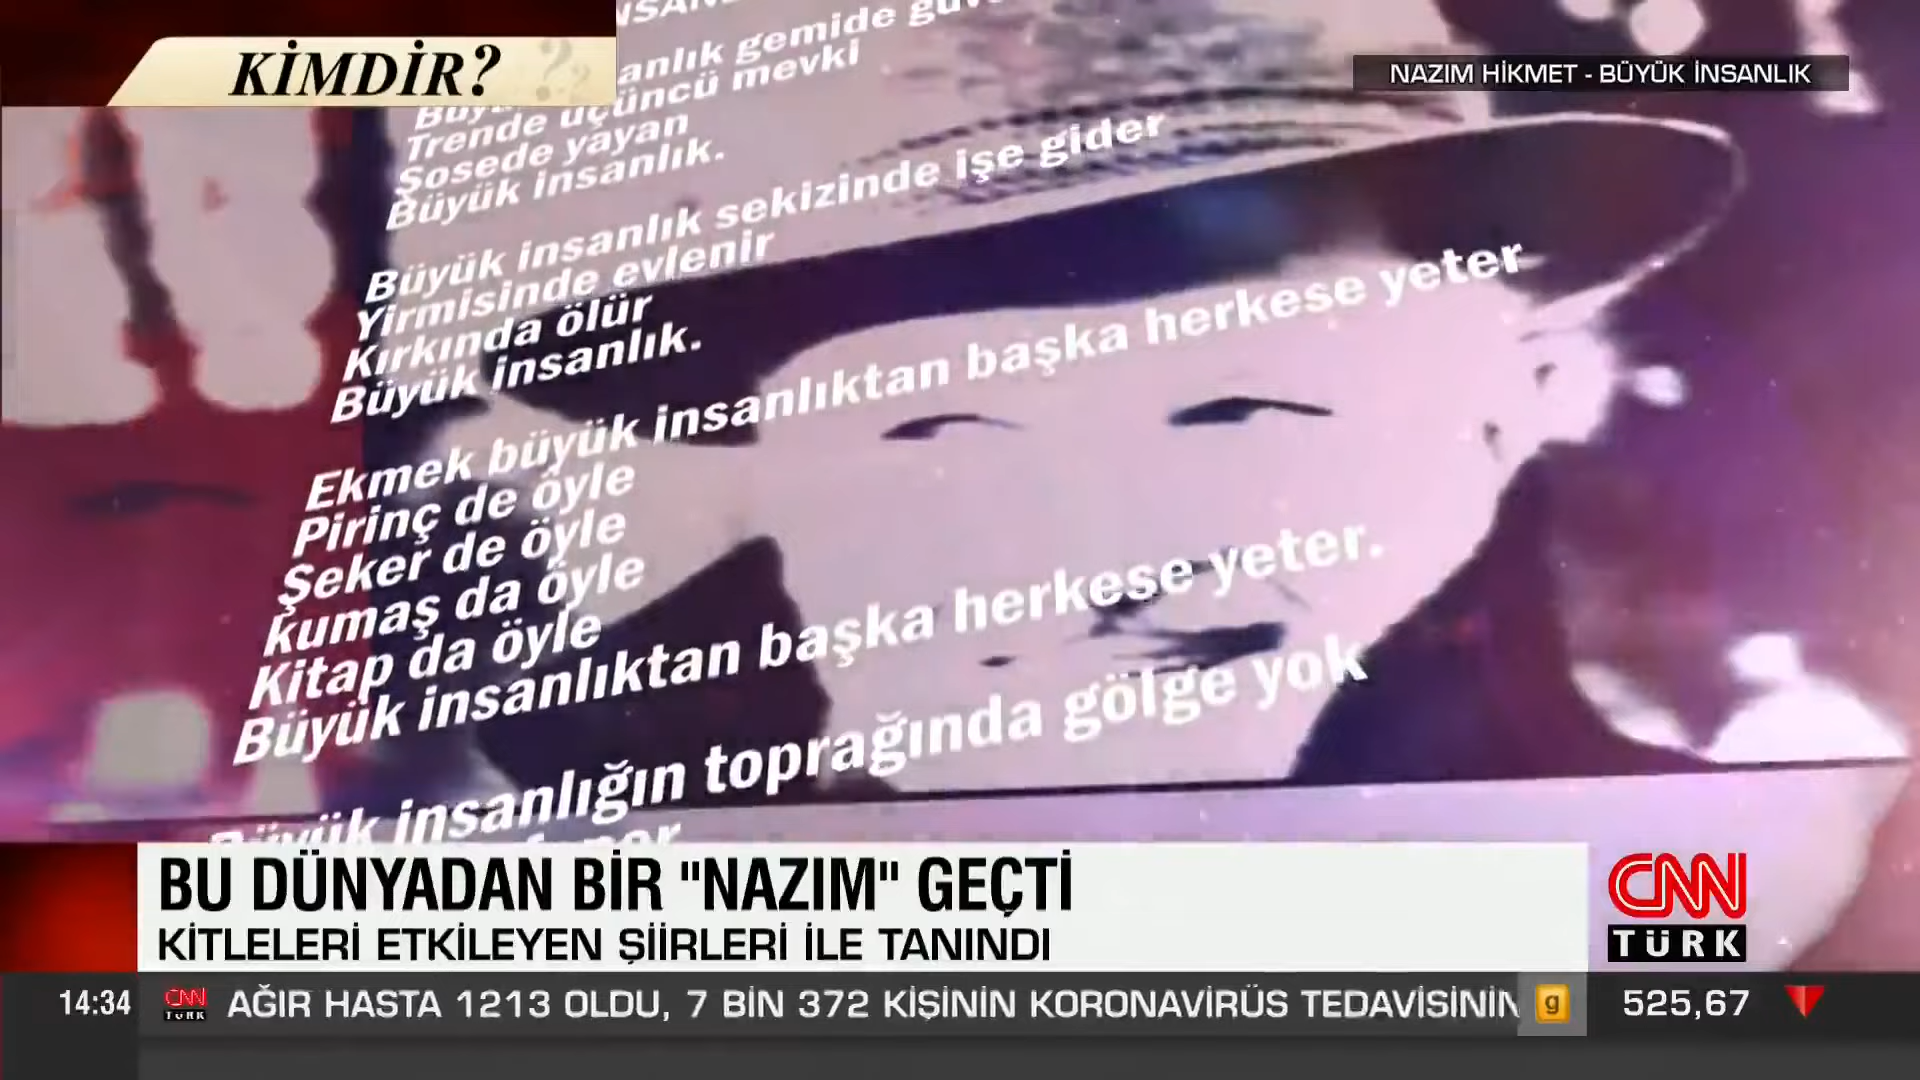 KİMDİR?
NAZIM HİKMET - BÜYÜK İNSANLIK
gemide
Trende üçüncü mevki
Şosede yayan
Büyük insanlık.
Büyük insanlık sekizinde işe gider
Yirmisinde evlenir
Kırkında ölür
Büyük insanlık.
Ekmek büyük insanlıktan başka herkese yeter
Pirinç de öyle
Şeker de öyle
kumaş da öyle
Kitap da öyle
Büyük insanlıktan başka herkese yeter.
insanlığın toprağında gölge yok
BU DÜNYADAN BİR "NAZIM" GEÇTİ
KİTLELERİ ETKİLEYEN ŞİİRLERİ İLE TANINDI
CNN
TÜRK
14:34 CNN TÜRK AĞIR HASTA 1213 OLDU, 7 BİN 372 KİŞİNİN KORONAVİRÜS TEDAVİSİNİN g 525,67